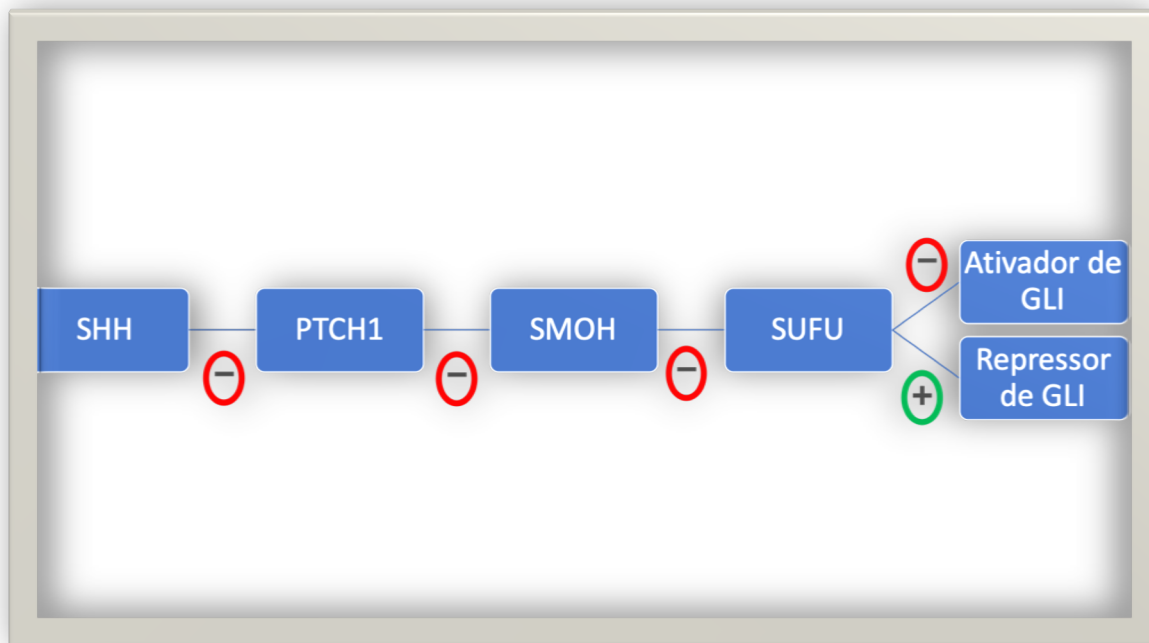 SHH
−
PTCH1
−
SMOH
−
SUFU
−
Ativador de
GLI
+
Repressor
de GLI